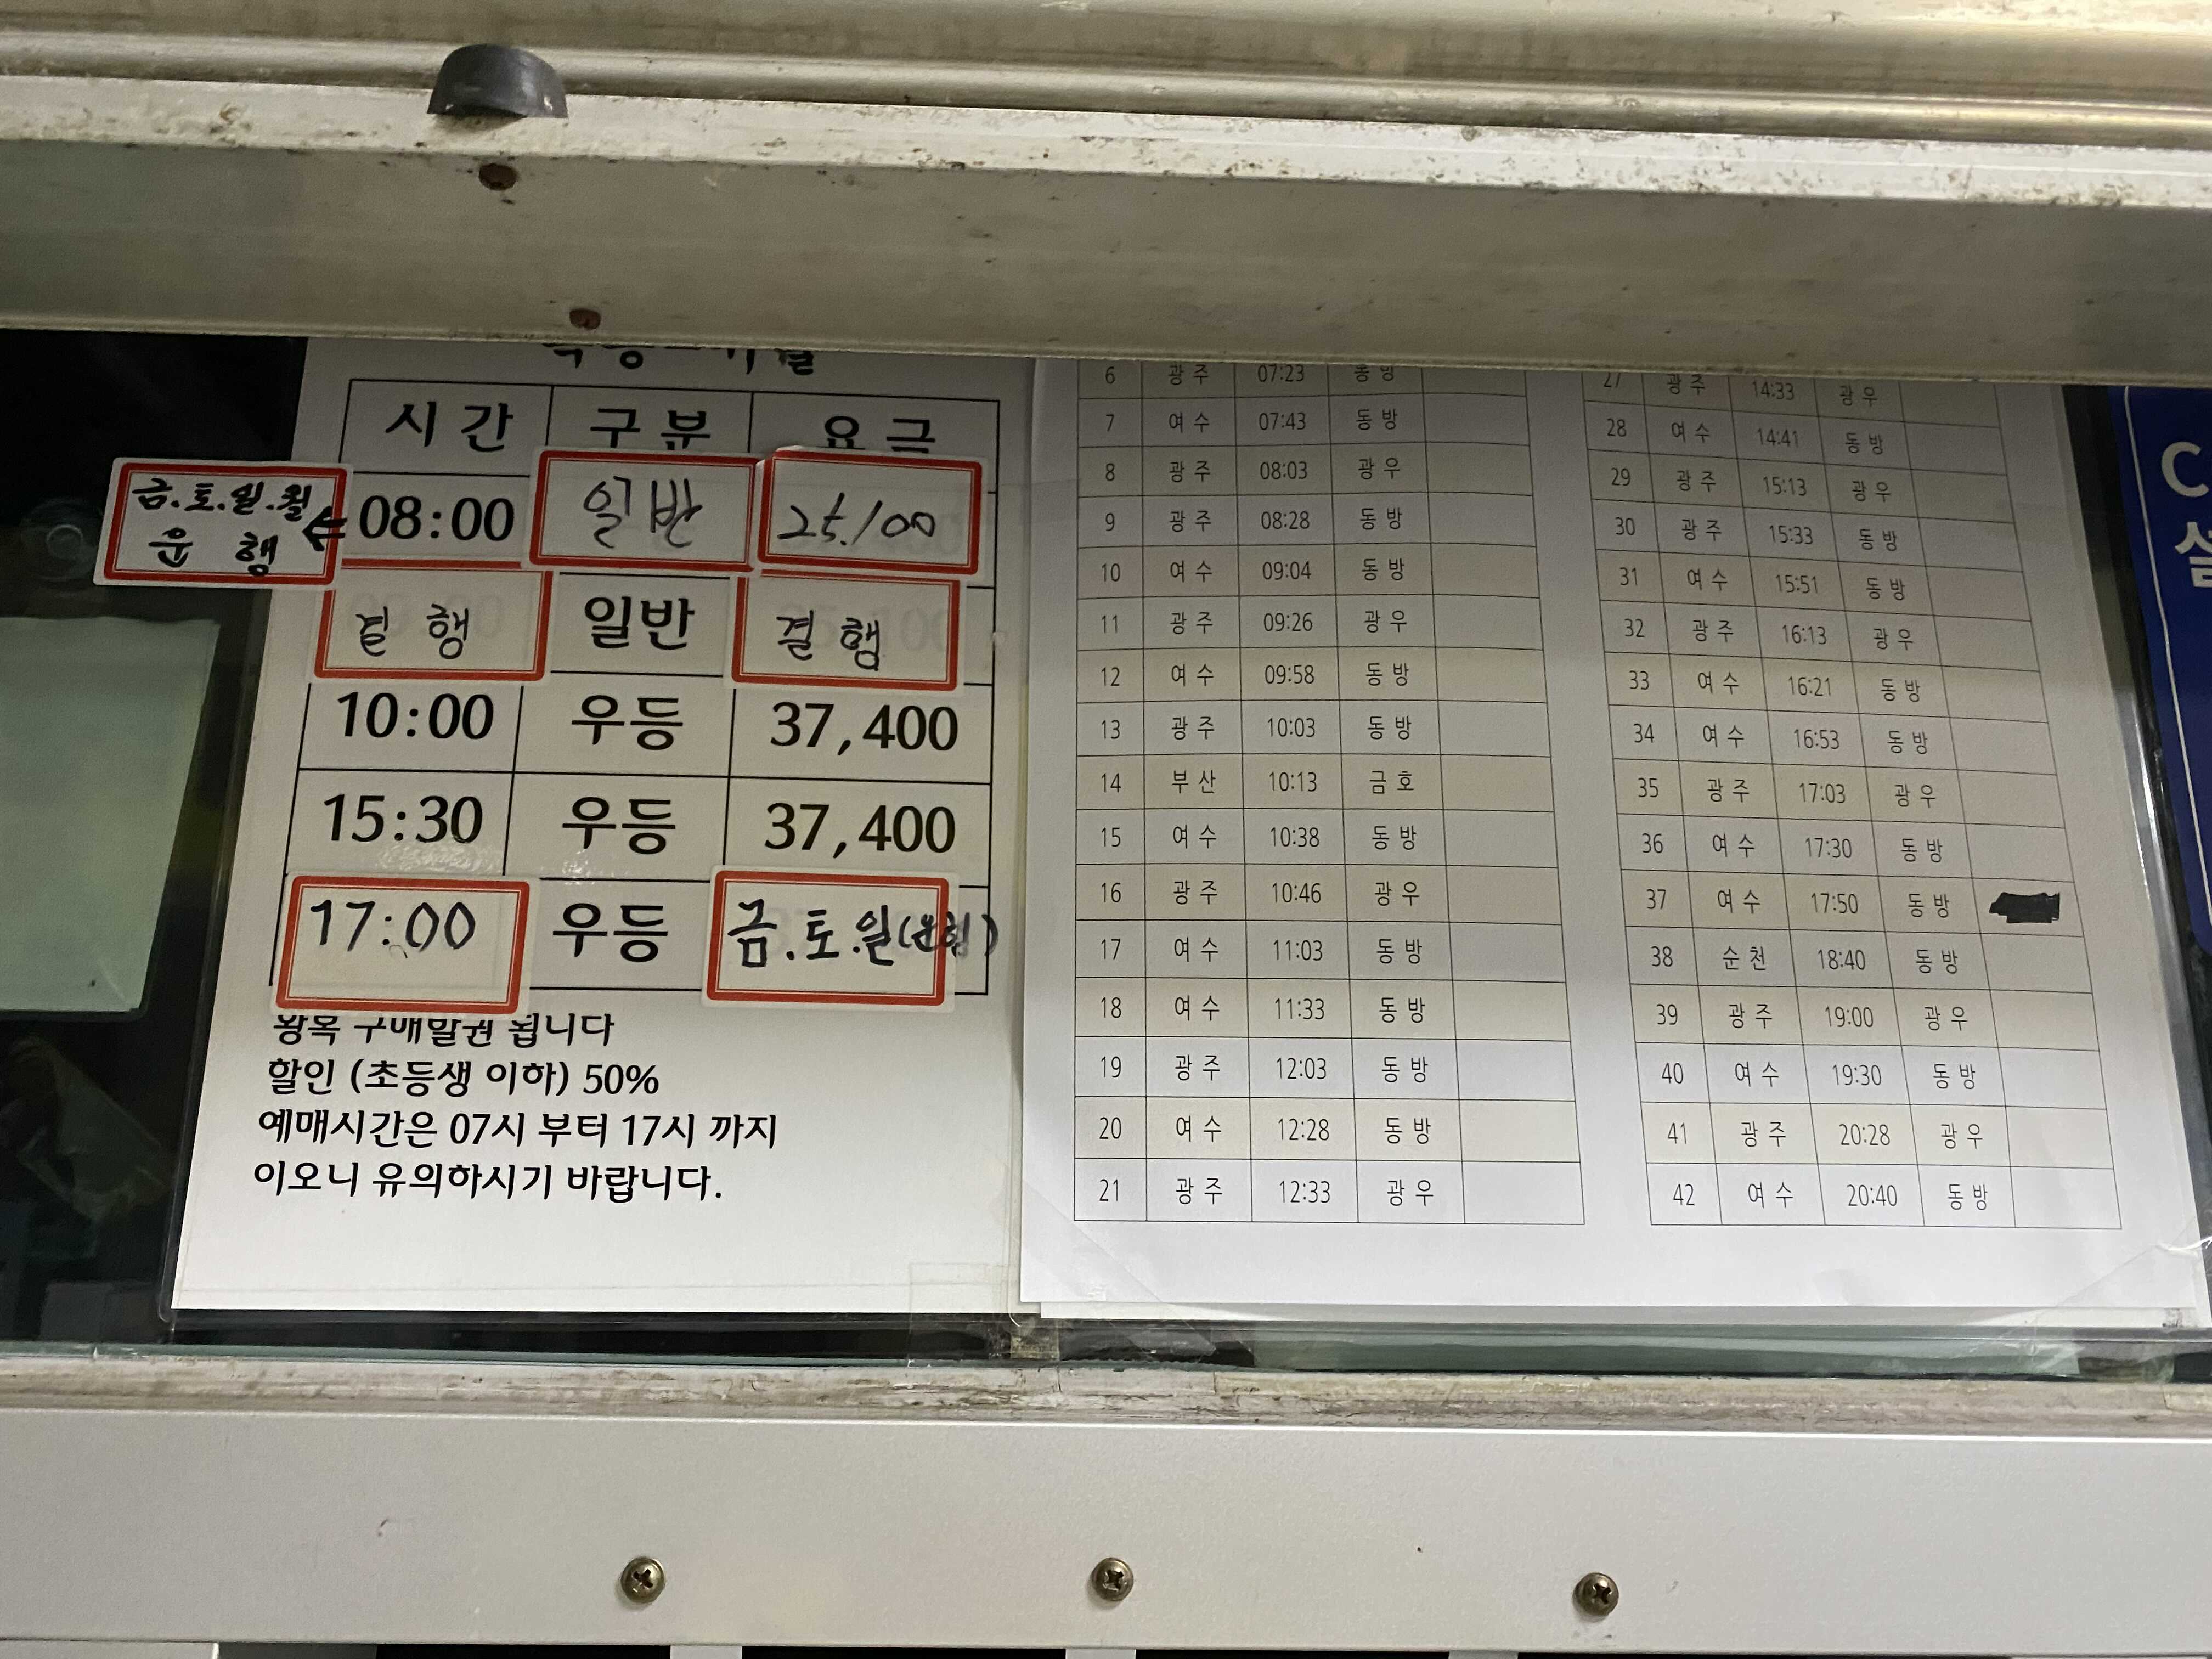 시간 구분 요금
금.토.일.월 ⇐ 08:00 일반 25,100
운 행
결 행 일반 결 행
10:00 우등 37,400
15:30 우등 37,400
17:00 우등 금.토.일(운행)
왕복 구매발권 됩니다
할인 (초등생 이하) 50%
예매시간은 07시 부터 17시 까지
이오니 유의하시기 바랍니다.
6 광주 07:23 동방
7 여수 07:43 동방
8 광주 08:03 광우
9 광주 08:28 동방
10 여수 09:04 동방
11 광주 09:26 광우
12 여수 09:58 동방
13 광주 10:03 동방
14 부산 10:13 금호
15 여수 10:38 동방
16 광주 10:46 광우
17 여수 11:03 동방
18 여수 11:33 동방
19 광주 12:03 동방
20 여수 12:28 동방
21 광주 12:33 광우
27 광주 14:33 광우
28 여수 14:41 동방
29 광주 15:13 광우
30 광주 15:33 동방
31 여수 15:51 동방
32 광주 16:13 광우
33 여수 16:21 동방
34 여수 16:53 동방
35 광주 17:03 광우
36 여수 17:30 동방
37 여수 17:50 동방
38 순천 18:40 동방
39 광주 19:00 광우
40 여수 19:30 동방
41 광주 20:28 광우
42 여수 20:40 동방
C